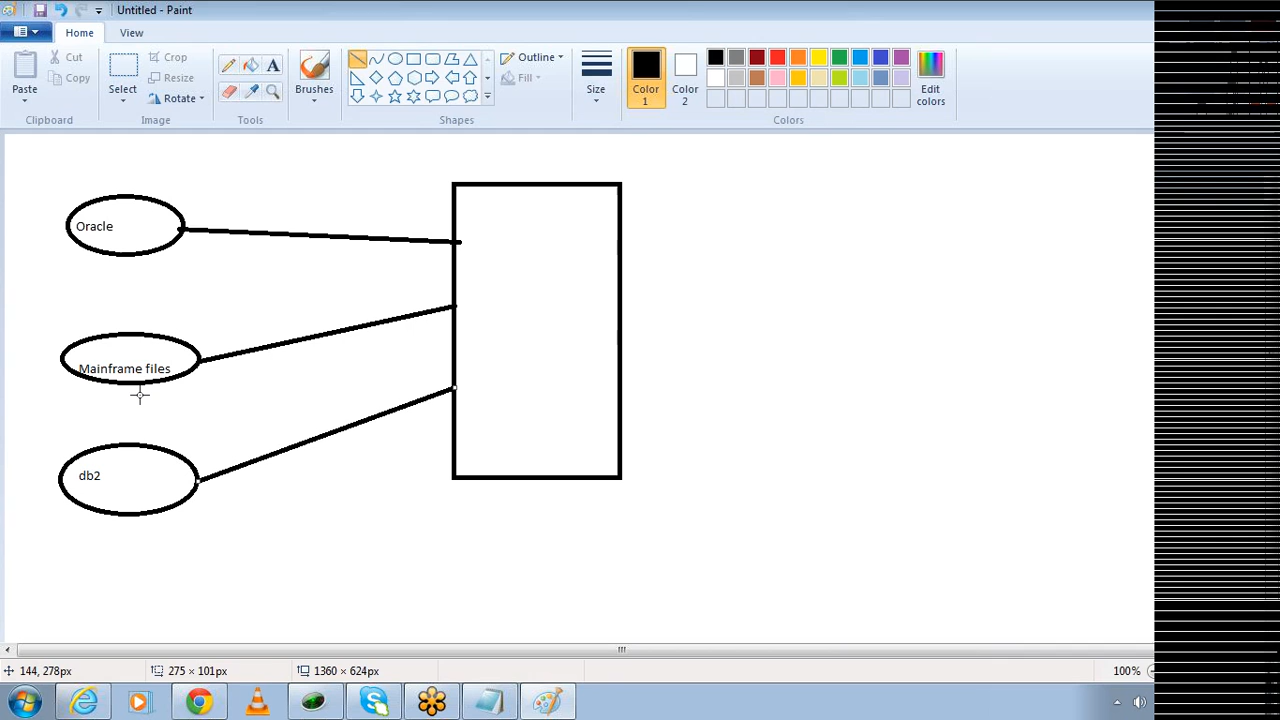 Untitled - Paint
Home
View
Paste
Cut
Copy
Clipboard
Select
Crop
Resize
Rotate
Image
Tools
Brushes
Shapes
Outline
Fill
Size
Color 1
Color 2
Edit colors
Colors
Oracle
Mainframe files
db2
144, 278px
275 × 101px
1360 × 624px
100%